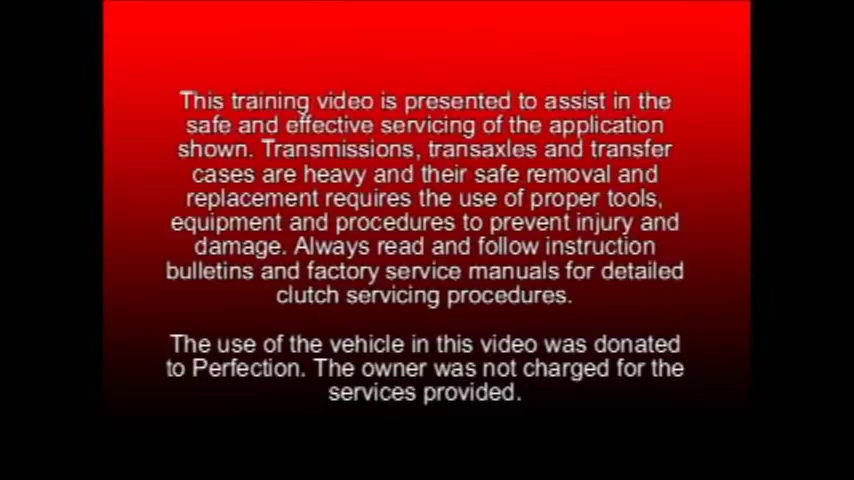 This training video is presented to assist in the
safe and effective servicing of the application
shown. Transmissions, transaxles and transfer
cases are heavy and their safe removal and
replacement requires the use of proper tools,
equipment and procedures to prevent injury and
damage. Always read and follow instruction
bulletins and factory service manuals for detailed
clutch servicing procedures.
The use of the vehicle in this video was donated
to Perfection. The owner was not charged for the
services provided.